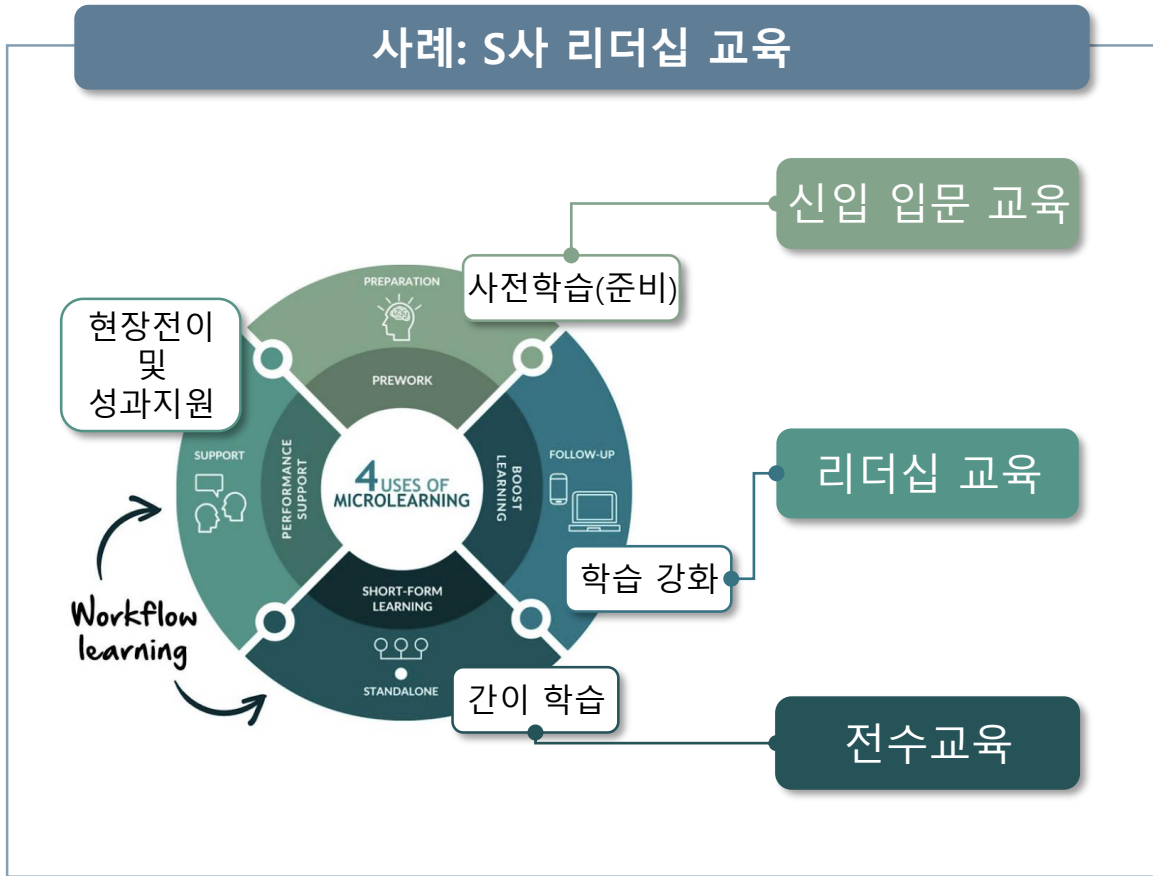 사례: S사 리더십 교육
신입 입문 교육
PREPARATION
사전학습(준비)
현장전이
및
성과지원
PREWORK
리더십 교육
SUPPORT
PERFORMANCE
SUPPORT
4 USES OF
MICROLEARNING
BOOST
LEARNING
FOLLOW-UP
학습 강화
SHORT-FORM
LEARNING
Workflow
learning
STANDALONE
간이 학습
전수교육